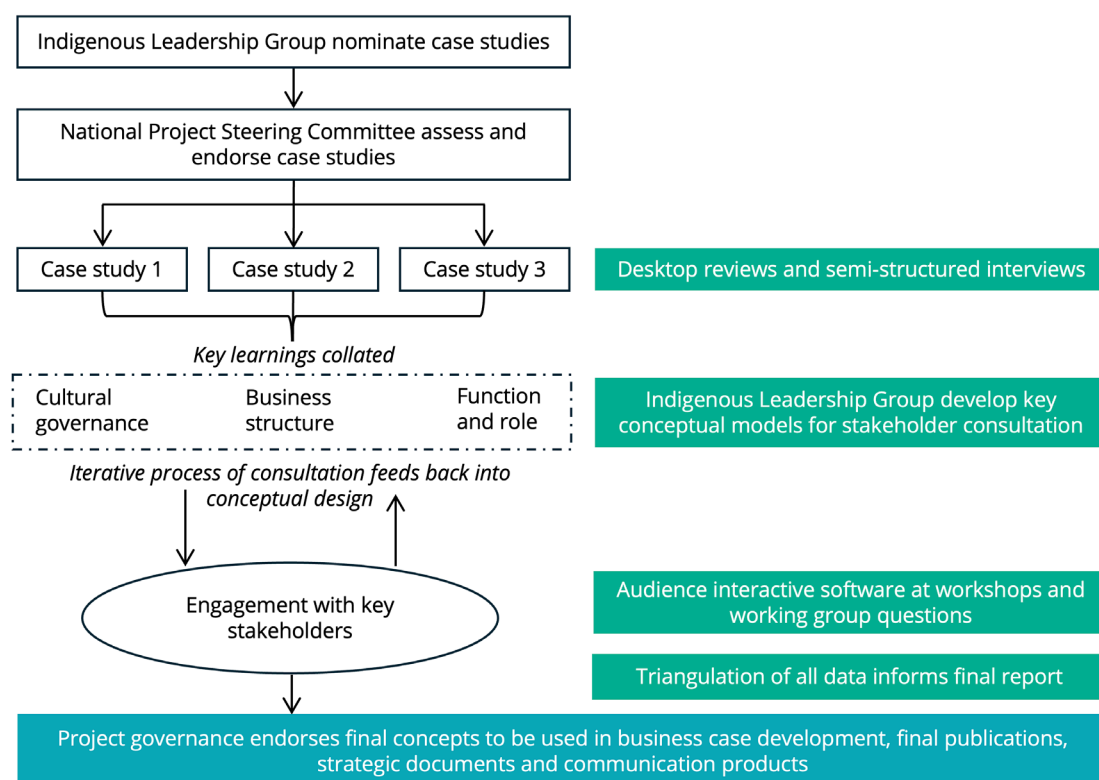 Indigenous Leadership Group nominate case studies
National Project Steering Committee assess and
endorse case studies
Case study 1
Case study 2
Case study 3
Desktop reviews and semi-structured interviews
Key learnings collated
Cultural
governance
Business
structure
Function
and role
Indigenous Leadership Group develop key
conceptual models for stakeholder consultation
Iterative process of consultation feeds back into
conceptual design
Engagement with key
stakeholders
Audience interactive software at workshops and
working group questions
Triangulation of all data informs final report
Project governance endorses final concepts to be used in business case development, final publications,
strategic documents and communication products